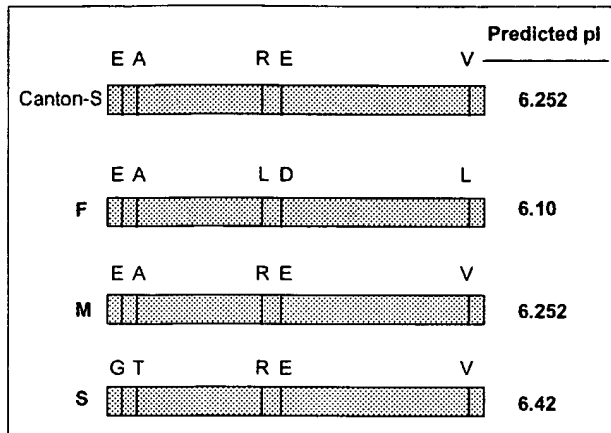 Predicted pI
E A R E V
Canton-S 6.252
E A L D L
F 6.10
E A R E V
M 6.252
G T R E V
S 6.42